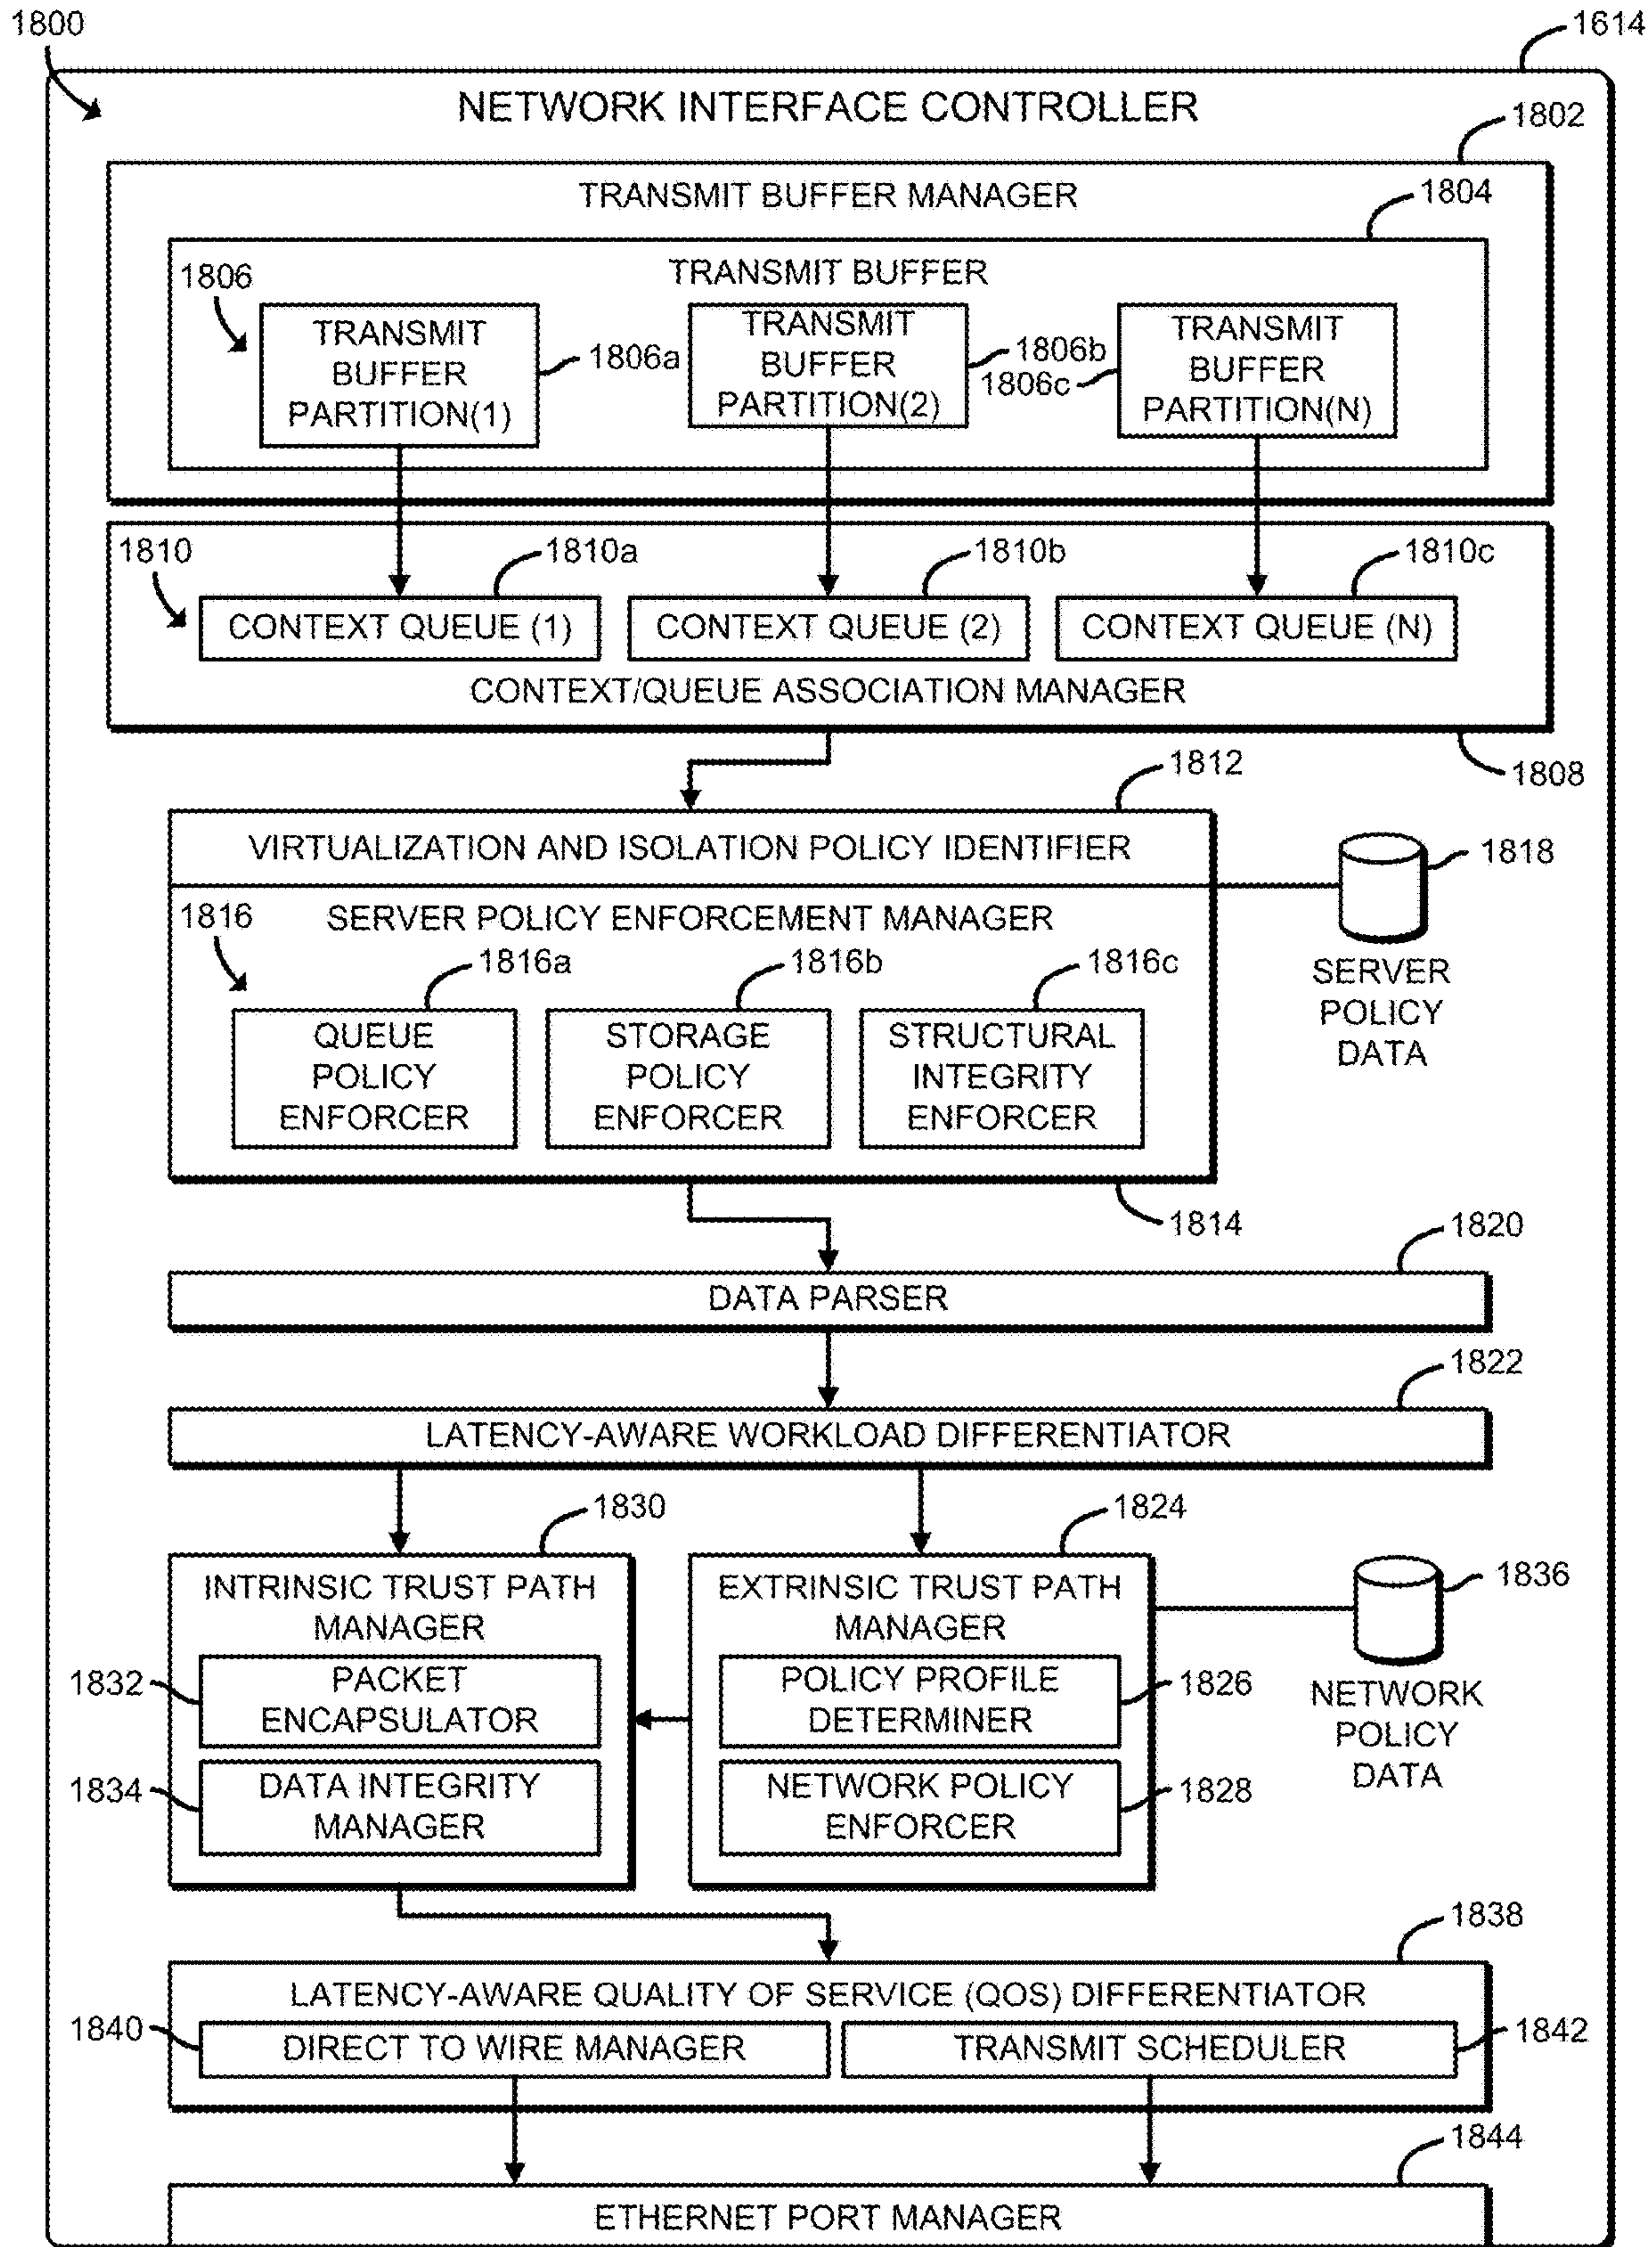 1800
1614
NETWORK INTERFACE CONTROLLER
1802
TRANSMIT BUFFER MANAGER
1804
TRANSMIT BUFFER
1806
TRANSMIT
BUFFER
PARTITION(1)
1806a
TRANSMIT
BUFFER
PARTITION(2)
1806b
1806c
TRANSMIT
BUFFER
PARTITION(N)
1810
1810a
1810b
1810c
CONTEXT QUEUE (1)
CONTEXT QUEUE (2)
CONTEXT QUEUE (N)
CONTEXT/QUEUE ASSOCIATION MANAGER
1808
1812
VIRTUALIZATION AND ISOLATION POLICY IDENTIFIER
1818
SERVER
POLICY
DATA
SERVER POLICY ENFORCEMENT MANAGER
1816
1816a
1816b
1816c
QUEUE
POLICY
ENFORCER
STORAGE
POLICY
ENFORCER
STRUCTURAL
INTEGRITY
ENFORCER
1814
1820
DATA PARSER
1822
LATENCY-AWARE WORKLOAD DIFFERENTIATOR
1830
1824
INTRINSIC TRUST PATH
MANAGER
1832
PACKET
ENCAPSULATOR
1834
DATA INTEGRITY
MANAGER
EXTRINSIC TRUST PATH
MANAGER
POLICY PROFILE
DETERMINER
1826
NETWORK POLICY
ENFORCER
1828
1836
NETWORK
POLICY
DATA
1838
LATENCY-AWARE QUALITY OF SERVICE (QOS) DIFFERENTIATOR
1840
DIRECT TO WIRE MANAGER
TRANSMIT SCHEDULER
1842
1844
ETHERNET PORT MANAGER